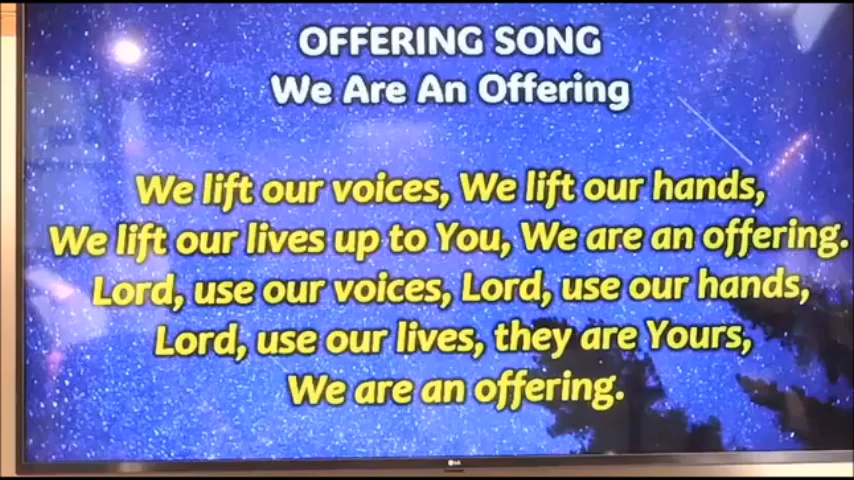 OFFERING SONG
We Are An Offering
We lift our voices, We lift our hands,
We lift our lives up to You, We are an offering.
Lord, use our voices, Lord, use our hands,
Lord, use our lives, they are Yours,
We are an offering.
LG